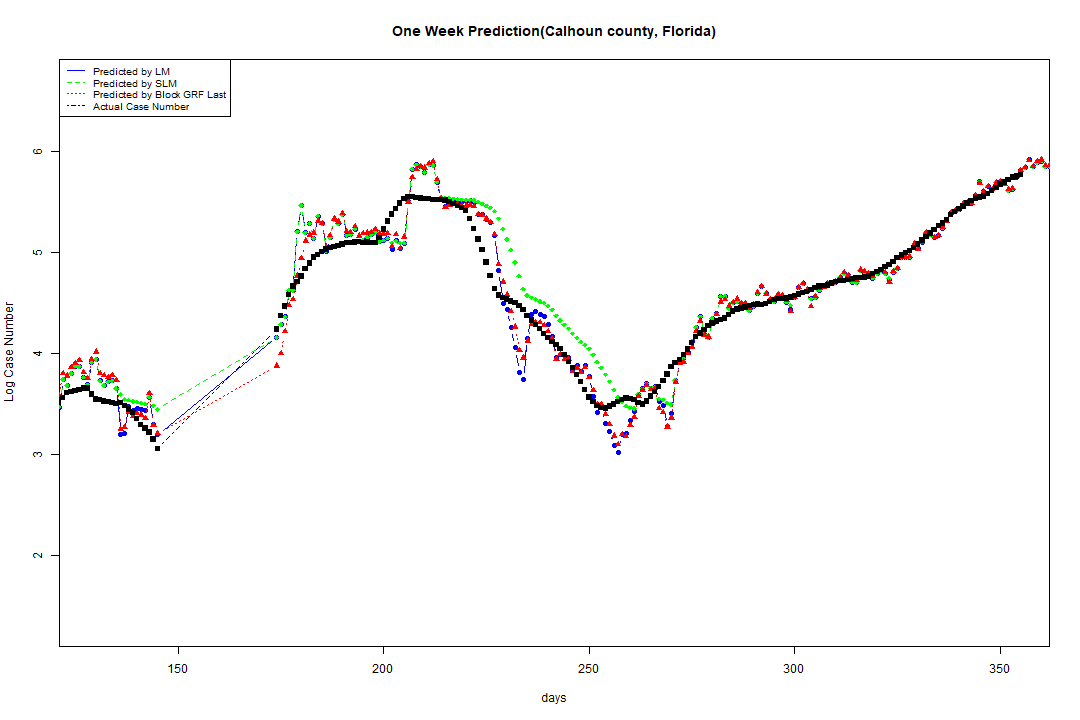 One Week Prediction(Calhoun county, Florida)
Predicted by LM
Predicted by SLM
Predicted by Block GRF Last
Actual Case Number
6
5
4
3
2
Log Case Number
150 200 250 300 350
days